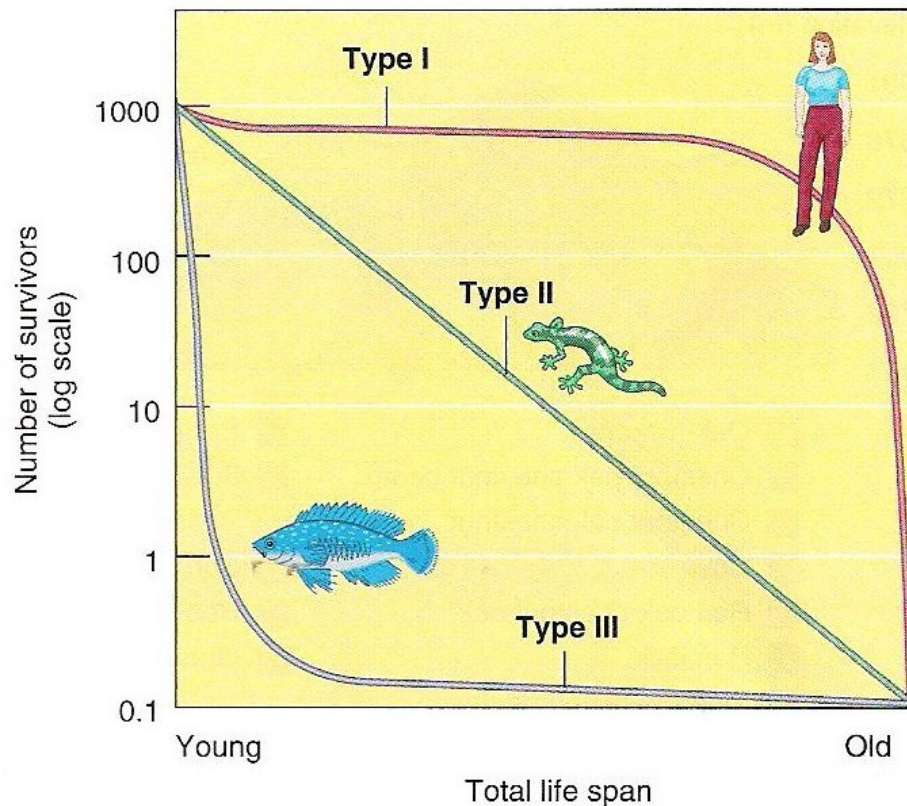 Type I
1000
100
Type II
10
1
Type III
0.1
Number of survivors
(log scale)
Young
Old
Total life span